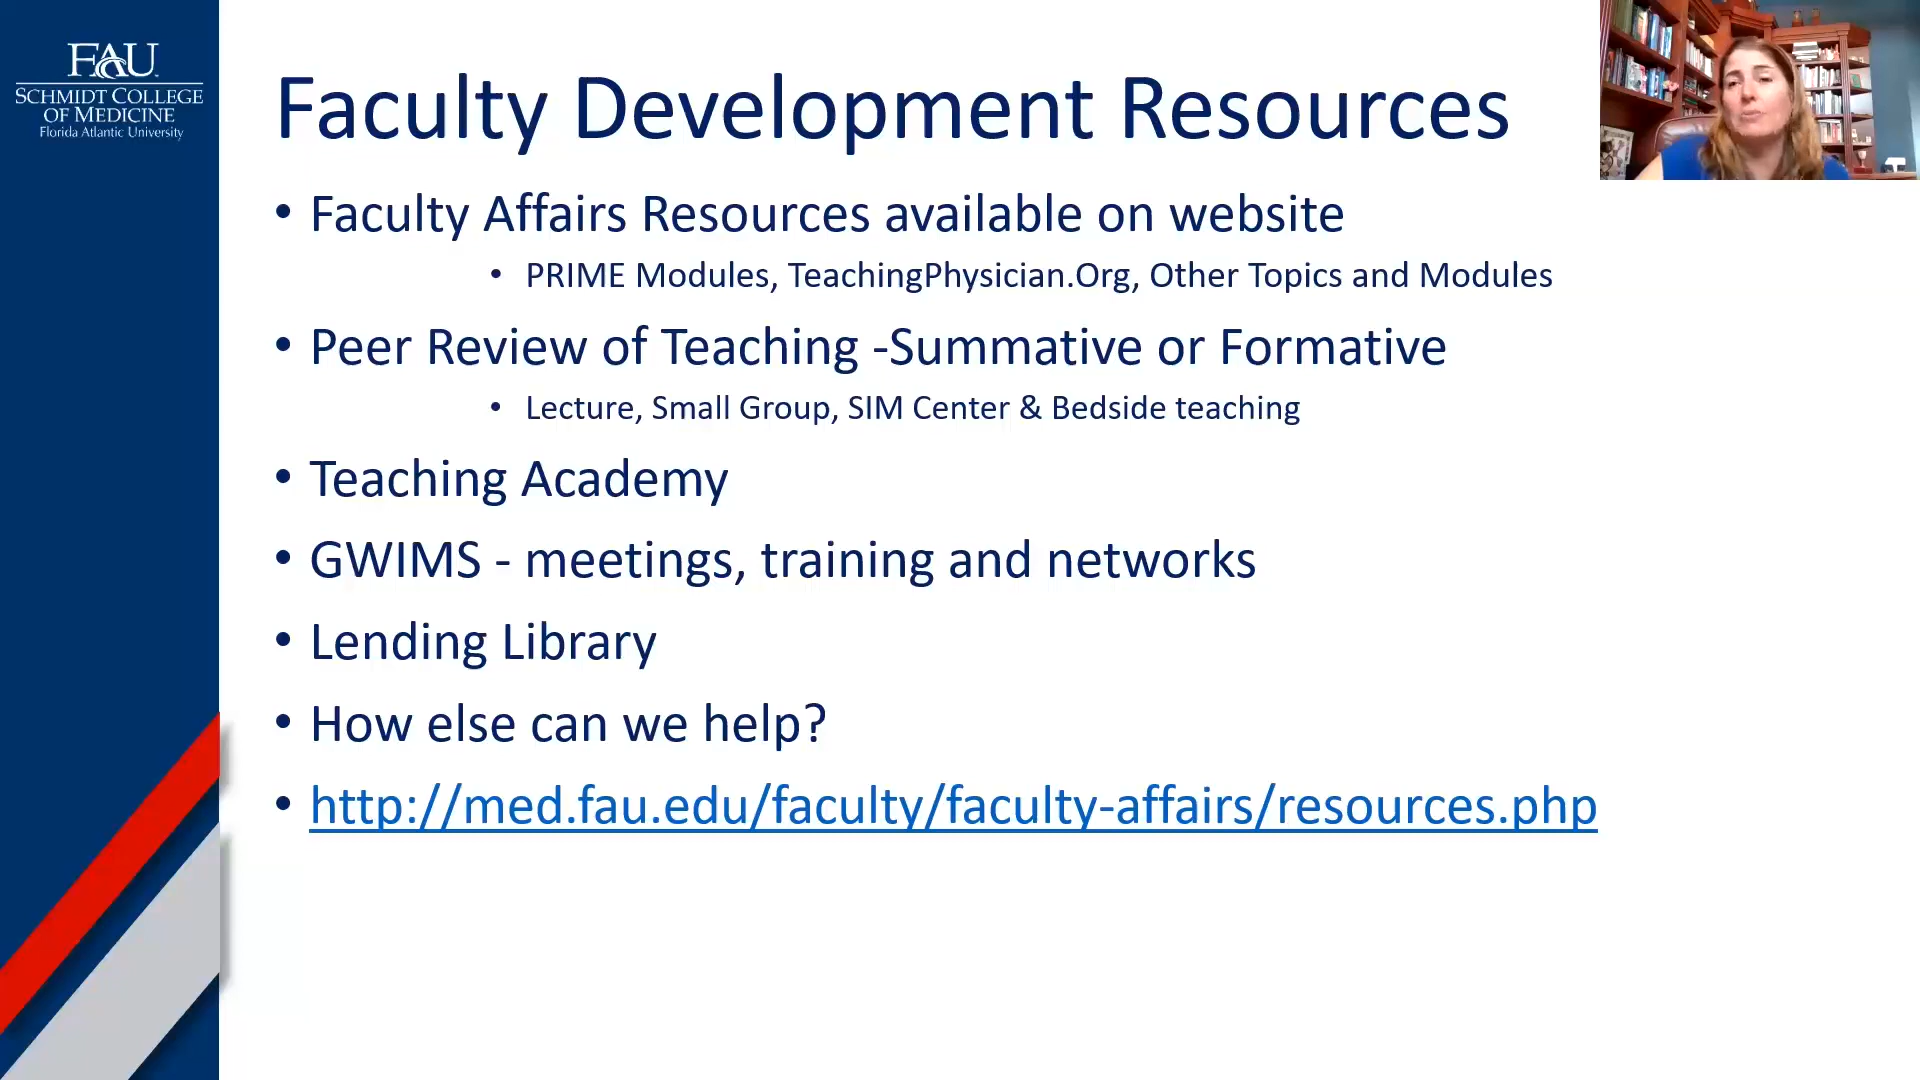 FAU
SCHMIDT COLLEGE
OF MEDICINE
Florida Atlantic University
Faculty Development Resources
• Faculty Affairs Resources available on website
• PRIME Modules, TeachingPhysician.Org, Other Topics and Modules
• Peer Review of Teaching -Summative or Formative
• Lecture, Small Group, SIM Center & Bedside teaching
• Teaching Academy
• GWIMS - meetings, training and networks
• Lending Library
• How else can we help?
• http://med.fau.edu/faculty/faculty-affairs/resources.php